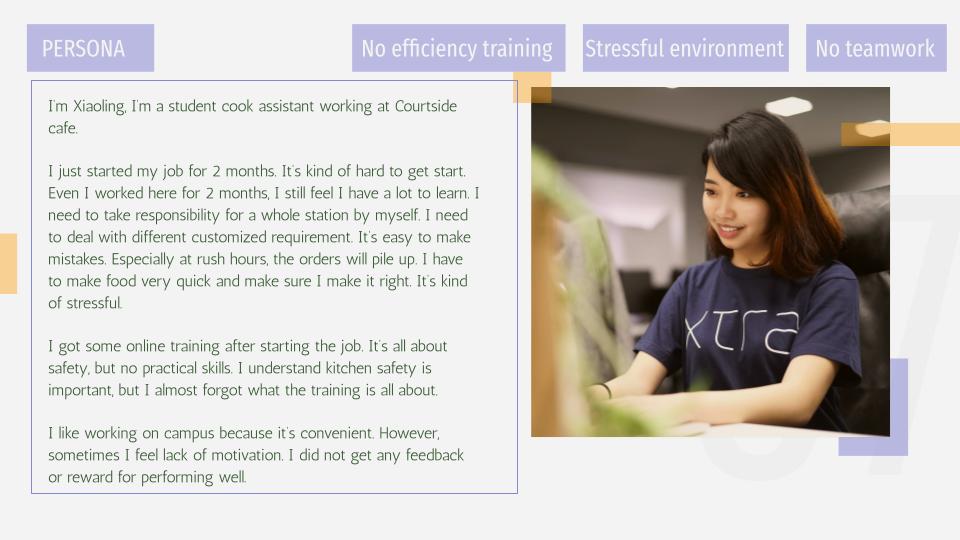 PERSONA
No efficiency training
Stressful environment
No teamwork
I'm Xiaoling, I'm a student cook assistant working at Courtside
cafe.
I just started my job for 2 months. It's kind of hard to get start.
Even I worked here for 2 months, I still feel I have a lot to learn. I
need to take responsibility for a whole station by myself. I need
to deal with different customized requirement. It's easy to make
mistakes. Especially at rush hours, the orders will pile up. I have
to make food very quick and make sure I make it right. It's kind
of stressful.
I got some online training after starting the job. It's all about
safety, but no practical skills. I understand kitchen safety is
important, but I almost forgot what the training is all about.
I like working on campus because it's convenient. However,
sometimes I feel lack of motivation. I did not get any feedback
or reward for performing well.
xtra
07